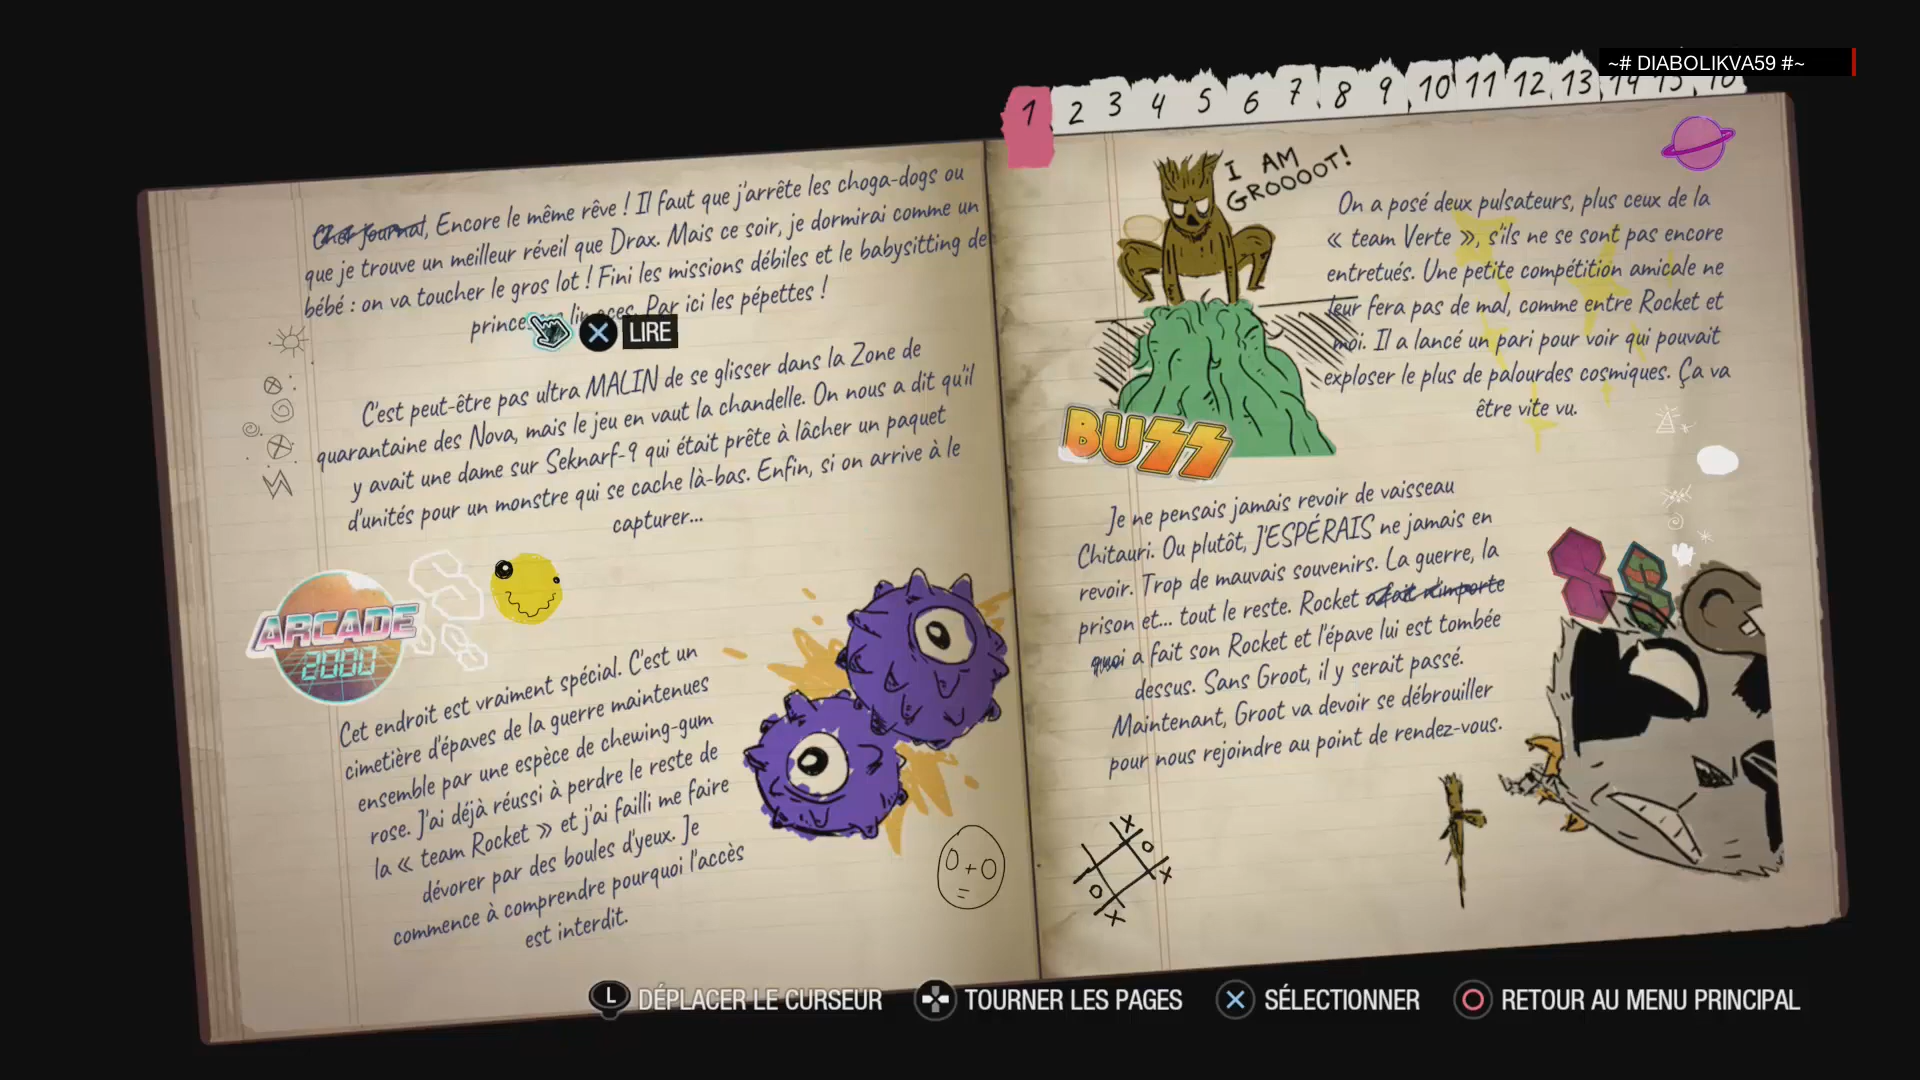 ~# DIABOLIKVA59 #~
1 2 3 4 5 6 7 8 9 10 11 12 13 14 15 16
Cher journal, Encore le même rêve ! Il faut que j'arrête les choga-dogs ou
que je trouve un meilleur réveil que Drax. Mais ce soir, je dormirai comme un
bébé : on va toucher le gros lot ! Fini les missions débiles et le babysitting de
Par ici les pépettes !
LIRE
C'est peut-être pas ultra MALIN de se glisser dans la Zone de
quarantaine des Nova, mais le jeu en vaut la chandelle. On nous a dit qu'il
y avait une dame sur Seknarf-9 qui était prête à lâcher un paquet
d'unités pour un monstre qui se cache là-bas. Enfin, si on arrive à le
capturer...
ARCADE
2000
Cet endroit est vraiment spécial. C'est un
cimetière d'épaves de la guerre maintenues
ensemble par une espèce de chewing-gum
rose. J'ai déjà réussi à perdre le reste de
la « team Rocket » et j'ai failli me faire
dévorer par des boules d'yeux. Je
commence à comprendre pourquoi l'accès
est interdit.
I AM
GROOOOT!
On a posé deux pulsateurs, plus ceux de la
« team Verte », s'ils ne se sont pas encore
entretués. Une petite compétition amicale ne
leur fera pas de mal, comme entre Rocket et
moi. Il a lancé un pari pour voir qui pouvait
exploser le plus de palourdes cosmiques. Ça va
être vite vu.
BUZZ
Je ne pensais jamais revoir de vaisseau
Chitauri. Ou plutôt, J'ESPÉRAIS ne jamais en
revoir. Trop de mauvais souvenirs. La guerre, la
prison et... tout le reste. Rocket a fait n'importe
quoi a fait son Rocket et l'épave lui est tombée
dessus. Sans Groot, il y serait passé.
Maintenant, Groot va devoir se débrouiller
pour nous rejoindre au point de rendez-vous.
X
O
X
O
X
L DÉPLACER LE CURSEUR TOURNER LES PAGES SÉLECTIONNER RETOUR AU MENU PRINCIPAL